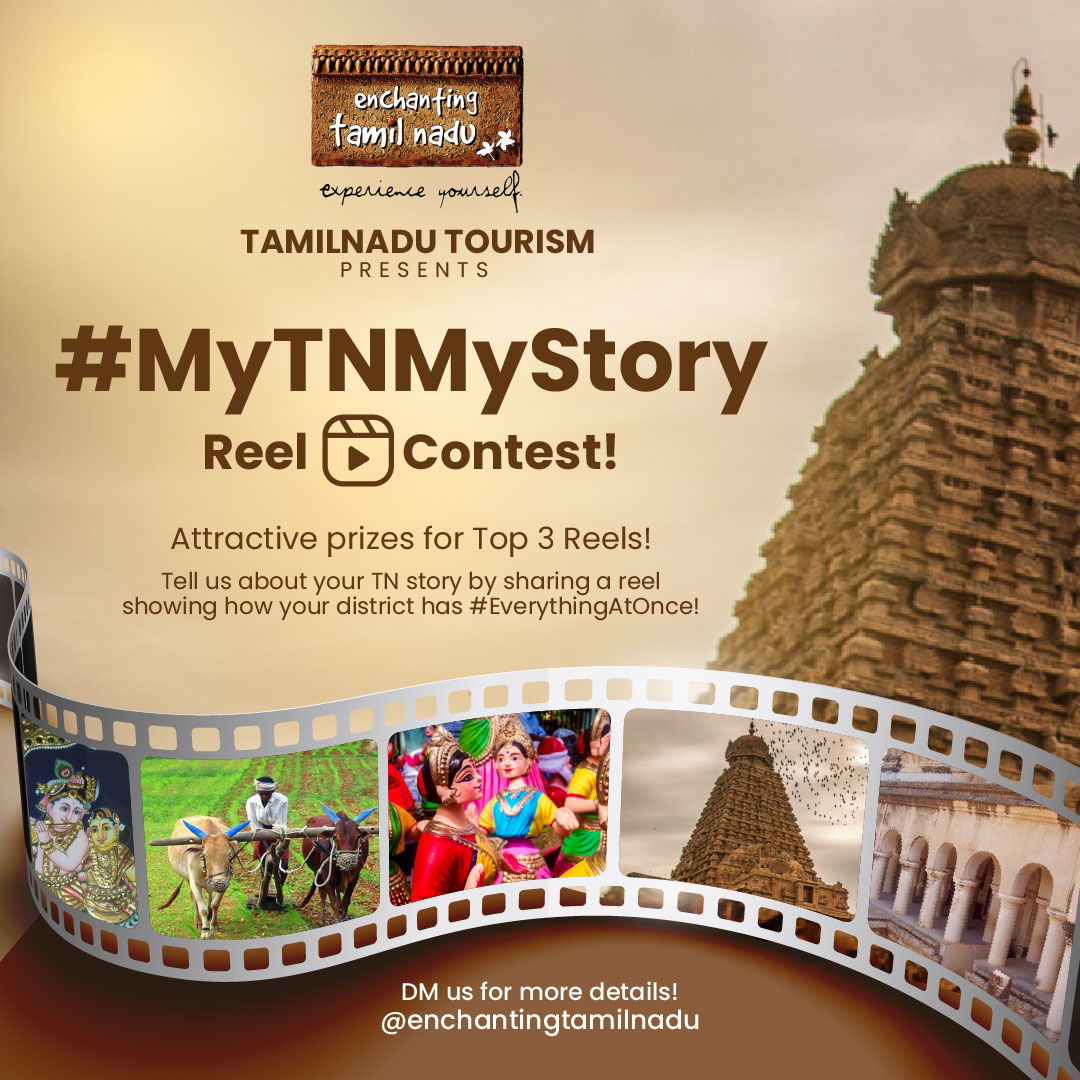 enchanting
tamil nadu
experience yourself.
TAMILNADU TOURISM
PRESENTS
#MyTNMyStory
Reel Contest!
Attractive prizes for Top 3 Reels!
Tell us about your TN story by sharing a reel
showing how your district has #EverythingAtOnce!
DM us for more details!
@enchantingtamilnadu